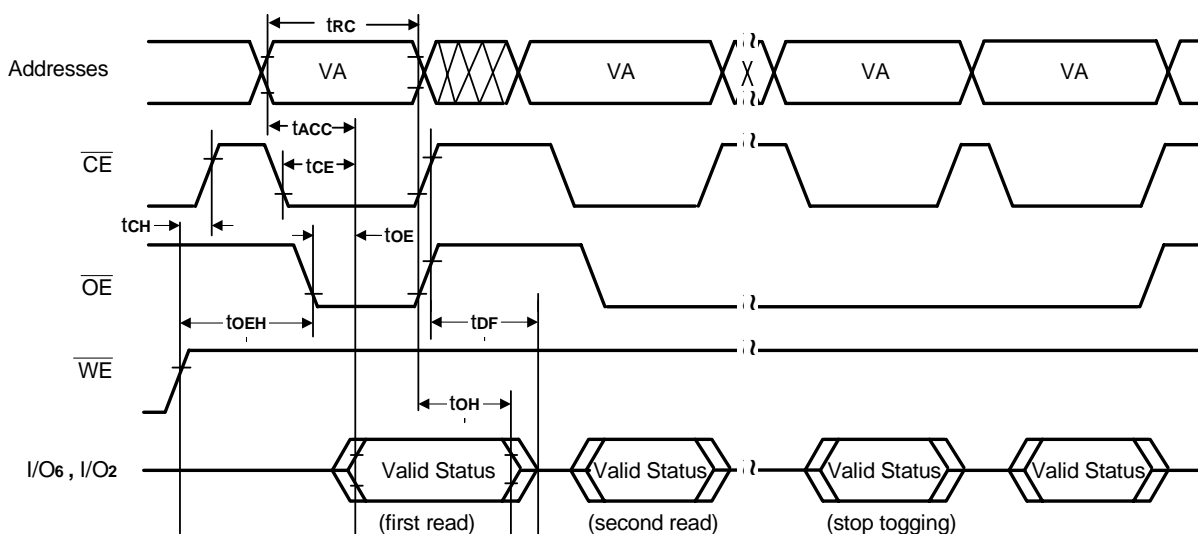 tRC
Addresses VA VA VA VA
tACC
CE tCE
tCH tOE
OE
tOEH tDF
WE
tOH
I/O6 , I/O2 Valid Status Valid Status Valid Status Valid Status
(first read) (second read) (stop togging)